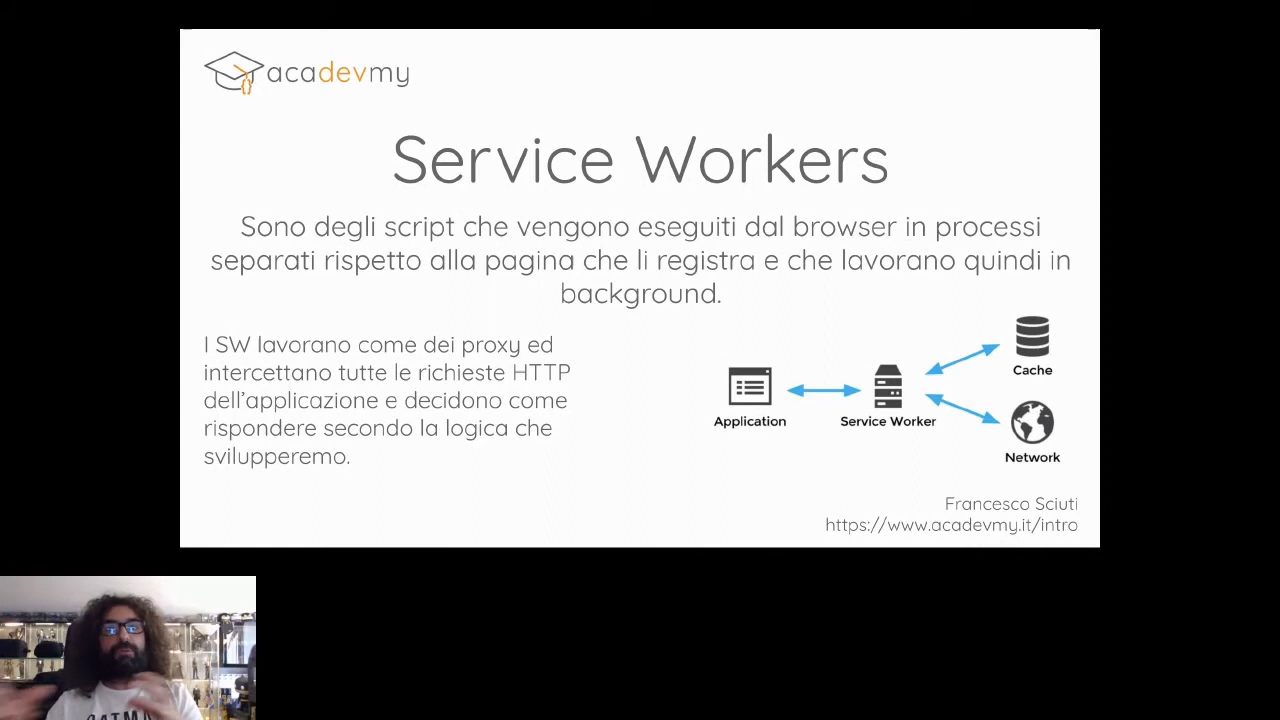 acadevmy
Service Workers
Sono degli script che vengono eseguiti dal browser in processi
separati rispetto alla pagina che li registra e che lavorano quindi in
background.
I SW lavorano come dei proxy ed
intercettano tutte le richieste HTTP
dell'applicazione e decidono come
rispondere secondo la logica che
svilupperemo.
Cache
Application
Service Worker
Network
Francesco Sciuti
https://www.acadevmy.it/intro